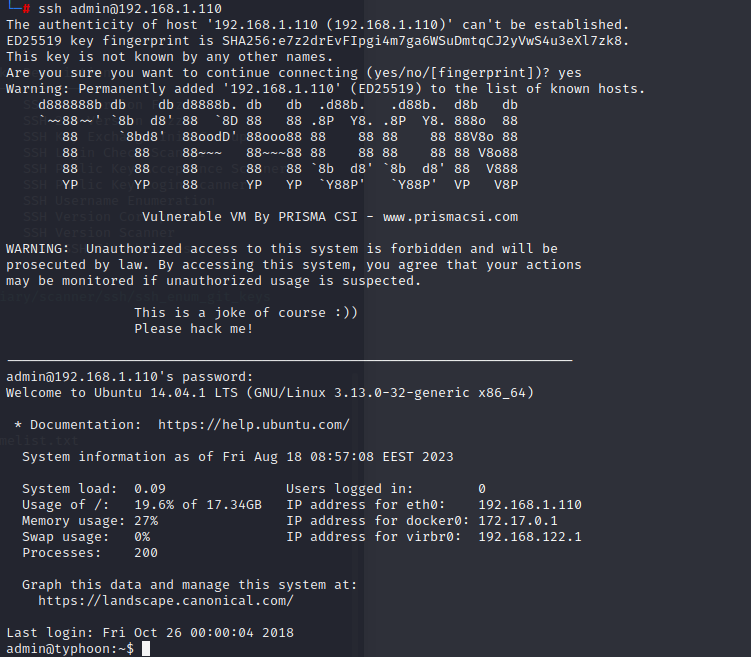 └─# ssh admin@192.168.1.110
The authenticity of host '192.168.1.110 (192.168.1.110)' can't be established.
ED25519 key fingerprint is SHA256:e7z2drEvFIpgi4m7ga6WSuDmtqCJ2yVwS4u3eXl7zk8.
This key is not known by any other names.
Are you sure you want to continue connecting (yes/no/[fingerprint])? yes
Warning: Permanently added '192.168.1.110' (ED25519) to the list of known hosts.
    d888888b db    db d8888b. db   db  .d88b.   .d88b.  d8b   db
    `~~88~~' `8b  d8' 88  `8D 88   88 .8P  Y8. .8P  Y8. 888o  88
       88     `8bd8'  88oodD' 88ooo88 88    88 88    88 88V8o 88
       88       88    88~~~   88~~~88 88    88 88    88 88 V8o88
       88       88    88      88   88 `8b  d8' `8b  d8' 88  V888
       YP       YP    88      YP   YP  `Y88P'   `Y88P'  VP   V8P
Vulnerable VM By PRISMA CSI - www.prismacsi.com
WARNING:  Unauthorized access to this system is forbidden and will be
prosecuted by law. By accessing this system, you agree that your actions
may be monitored if unauthorized usage is suspected.
This is a joke of course :))
Please hack me!
admin@192.168.1.110's password:
Welcome to Ubuntu 14.04.1 LTS (GNU/Linux 3.13.0-32-generic x86_64)
 * Documentation:  https://help.ubuntu.com/
  System information as of Fri Aug 18 08:57:08 EEST 2023
  System load:  0.09               Users logged in:        0
  Usage of /:   19.6% of 17.34GB   IP address for eth0:    192.168.1.110
  Memory usage: 27%                IP address for docker0: 172.17.0.1
  Swap usage:   0%                 IP address for virbr0:  192.168.122.1
  Processes:    200
  Graph this data and manage this system at:
    https://landscape.canonical.com/
Last login: Fri Oct 26 00:00:04 2018
admin@typhoon:~$